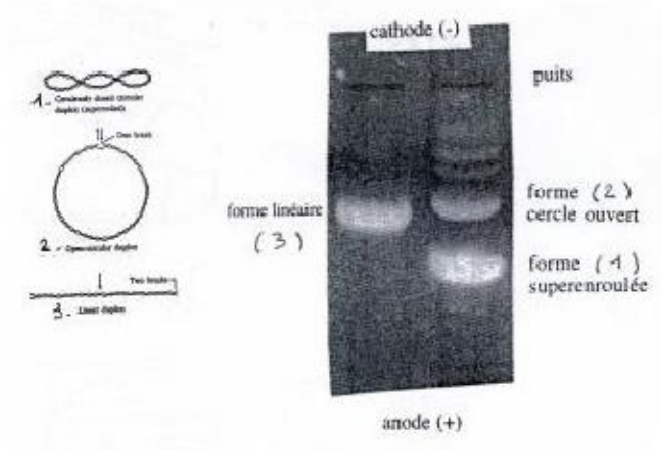 1- Covalently closed circular
duplex (supercoiled)
One break
2 - Open circular duplex
Two breaks
3- Linear duplex
cathode (-)
puits
forme linéaire
(3)
forme (2)
cercle ouvert
forme (1)
superenroulée
anode (+)